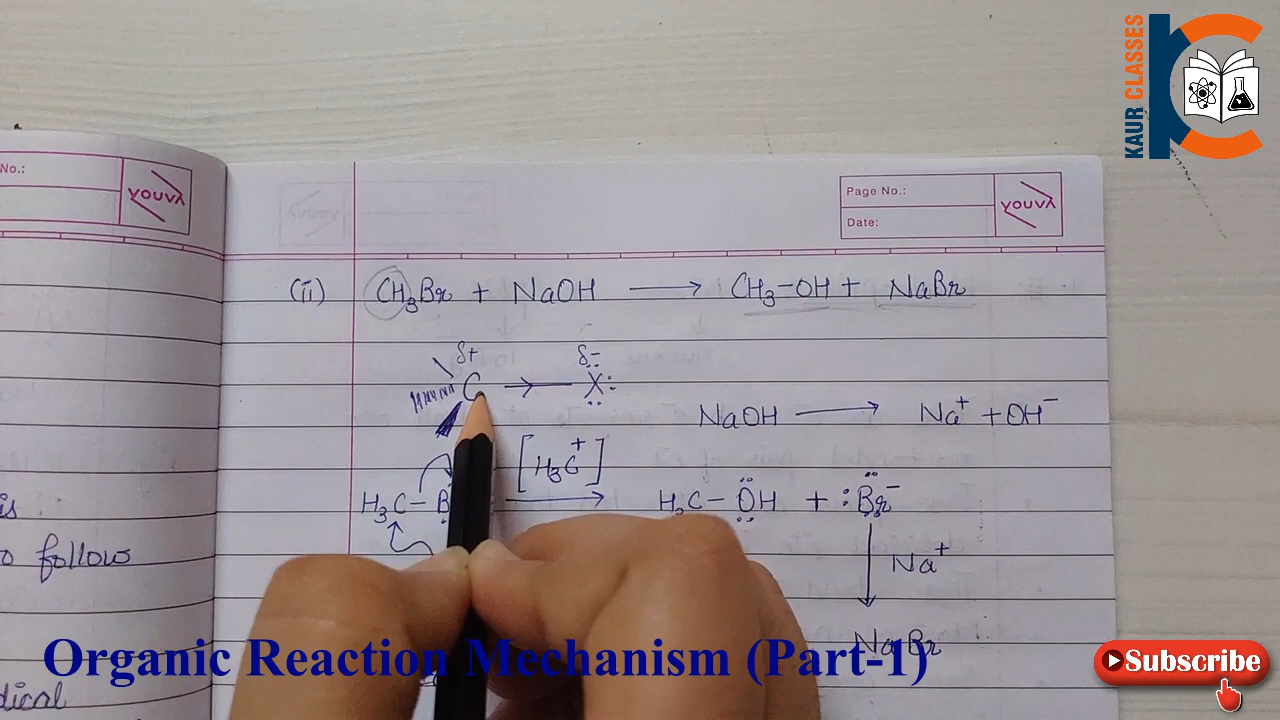 KAUR CLASSES
No.:
YOUVA
Page No.:
Date:
YOUVA
(ii) CH3Br + NaOH ⟶ CH3-OH + NaBr
δ+ δ-
C → X
NaOH ⟶ Na+ + OH-
[H3C+]
H3C - B ⟶ H3C - OH + :Br-
is
o follow
Na+
NaBr
dical
Organic Reaction Mechanism (Part-1)
Subscribe